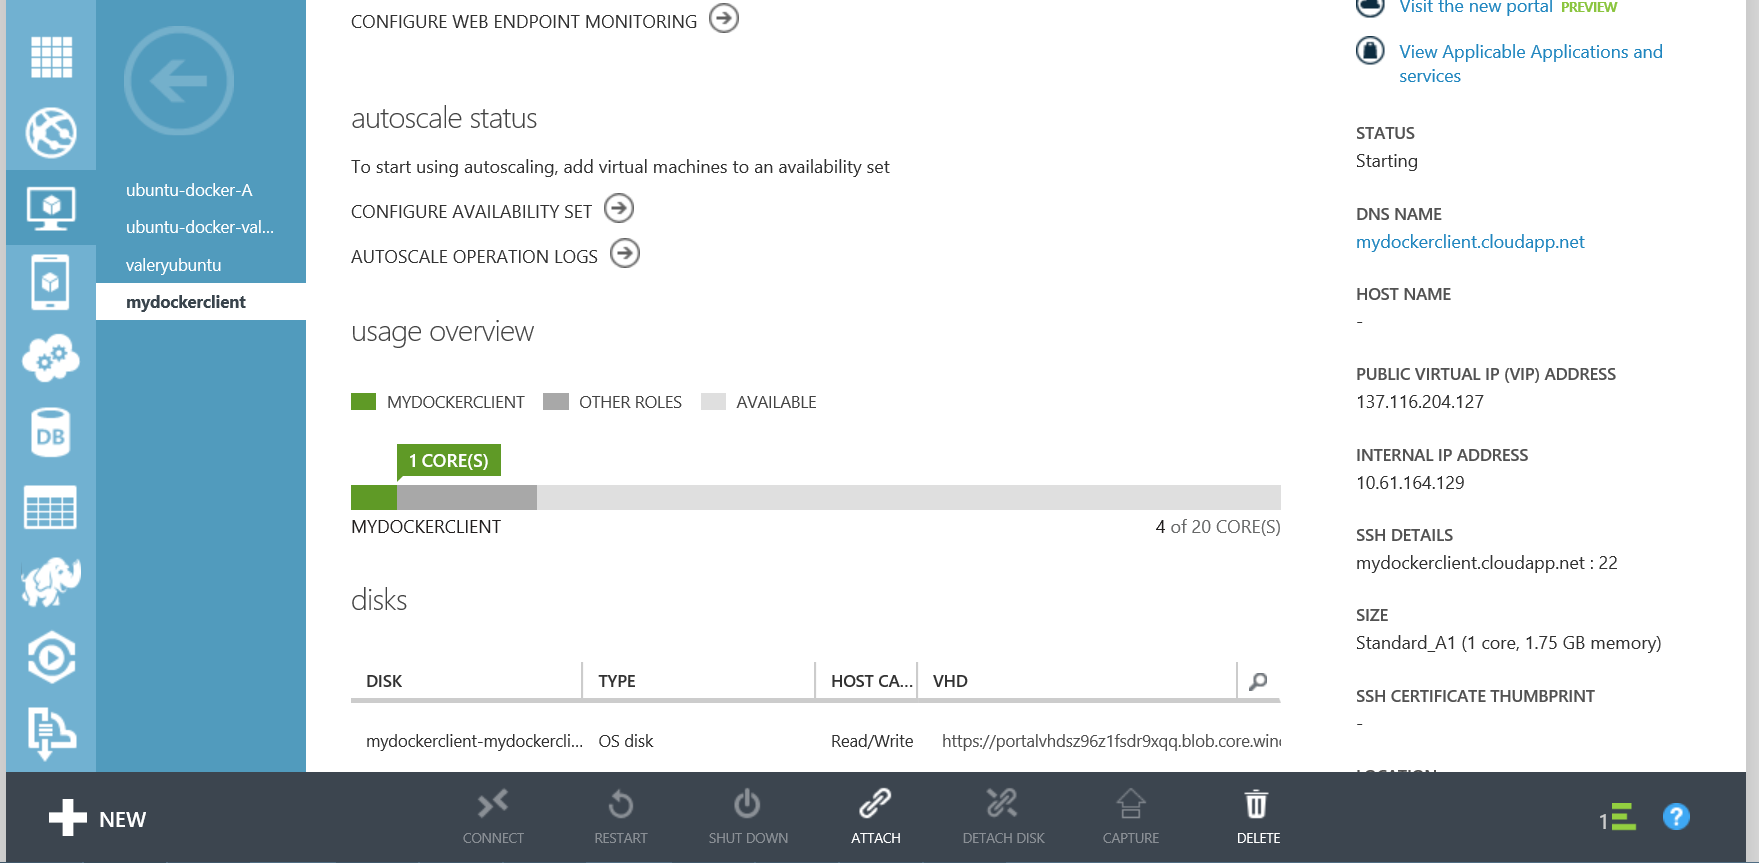 CONFIGURE WEB ENDPOINT MONITORING
autoscale status
To start using autoscaling, add virtual machines to an availability set
CONFIGURE AVAILABILITY SET
AUTOSCALE OPERATION LOGS
ubuntu-docker-A
ubuntu-docker-val...
valeryubuntu
mydockerclient
usage overview
MYDOCKERCLIENT OTHER ROLES AVAILABLE
1 CORE(S)
MYDOCKERCLIENT 4 of 20 CORE(S)
disks
DISK TYPE HOST CA... VHD
mydockerclient-mydockercli... OS disk Read/Write https://portalvhdsz96z1fsdr9xqq.blob.core.wind
Visit the new portal PREVIEW
View Applicable Applications and
services
STATUS
Starting
DNS NAME
mydockerclient.cloudapp.net
HOST NAME
-
PUBLIC VIRTUAL IP (VIP) ADDRESS
137.116.204.127
INTERNAL IP ADDRESS
10.61.164.129
SSH DETAILS
mydockerclient.cloudapp.net : 22
SIZE
Standard_A1 (1 core, 1.75 GB memory)
SSH CERTIFICATE THUMBPRINT
-
LOCATION
DB
NEW
CONNECT RESTART SHUT DOWN ATTACH DETACH DISK CAPTURE DELETE
1 ?